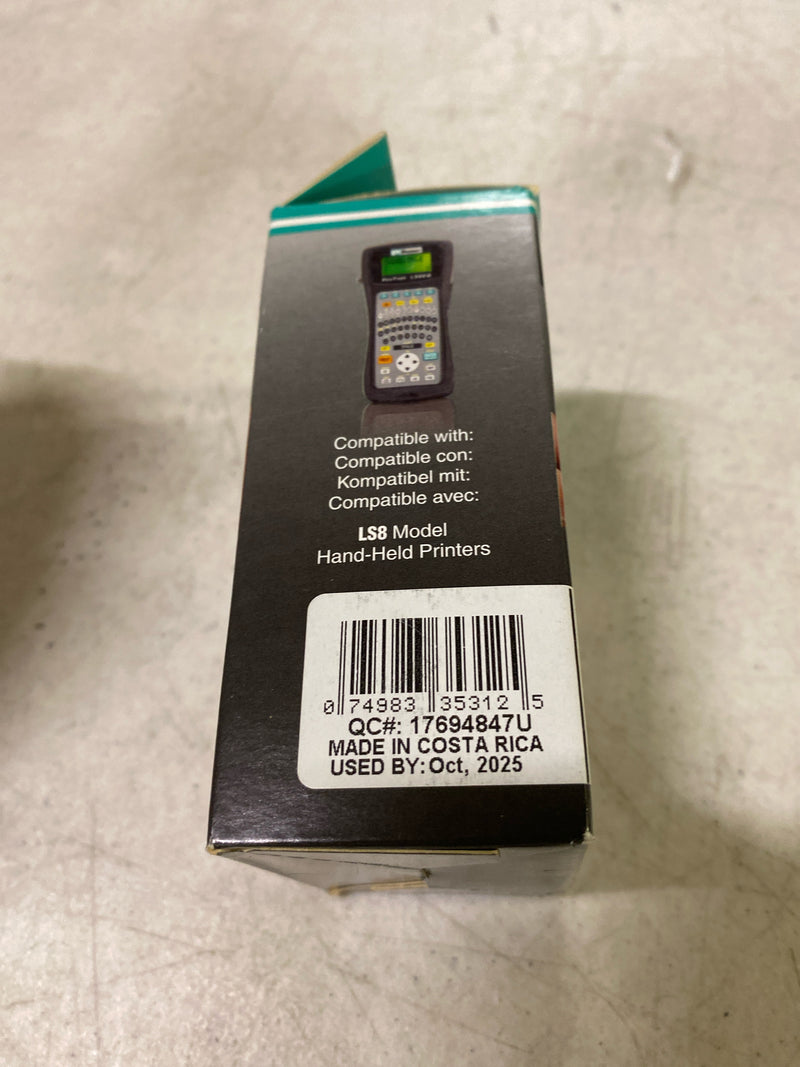 Compatible with:
Compatible con:
Kompatibel mit:
Compatible avec:
LS8 Model
Hand-Held Printers
0 74983 35312 5
QC#: 17694847U
MADE IN COSTA RICA
USED BY: Oct, 2025